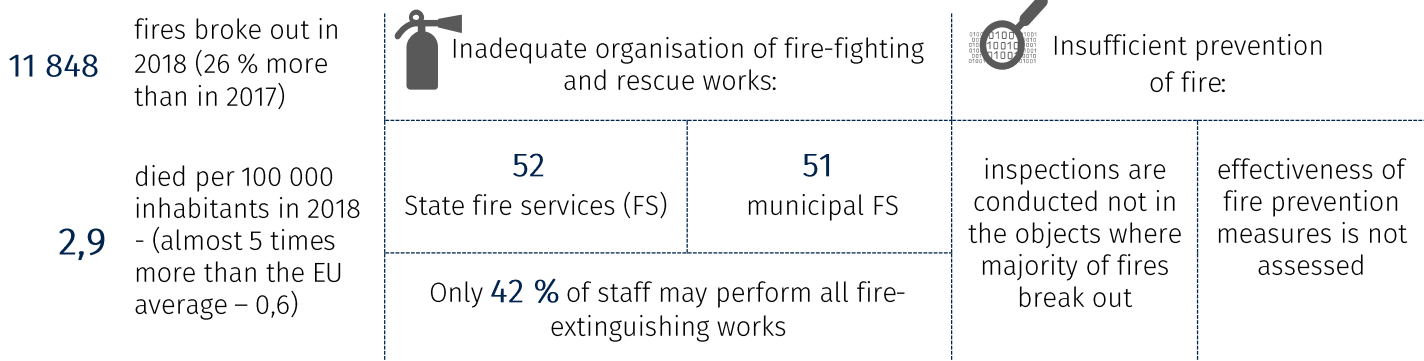 11 848
fires broke out in
2018 (26 % more
than in 2017)
2,9
died per 100 000
inhabitants in 2018
- (almost 5 times
more than the EU
average – 0,6)
Inadequate organisation of fire-fighting
and rescue works:
52
State fire services (FS)
51
municipal FS
Only 42 % of staff may perform all fire-
extinguishing works
Insufficient prevention
of fire:
inspections are
conducted not in
the objects where
majority of fires
break out
effectiveness of
fire prevention
measures is not
assessed